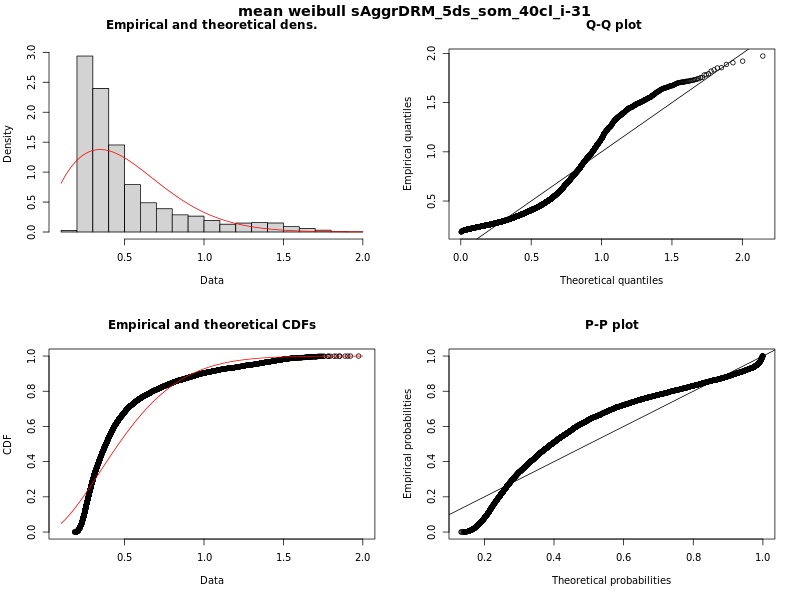 mean weibull sAggrDRM_5ds_som_40cl_i-31
Empirical and theoretical dens.
Density
0.0 0.5 1.0 1.5 2.0 2.5 3.0
0.5 1.0 1.5 2.0
Data
Q-Q plot
Empirical quantiles
0.5 1.0 1.5 2.0
0.0 0.5 1.0 1.5 2.0
Theoretical quantiles
Empirical and theoretical CDFs
CDF
0.0 0.2 0.4 0.6 0.8 1.0
0.5 1.0 1.5 2.0
Data
P-P plot
Empirical probabilities
0.0 0.2 0.4 0.6 0.8 1.0
0.2 0.4 0.6 0.8 1.0
Theoretical probabilities